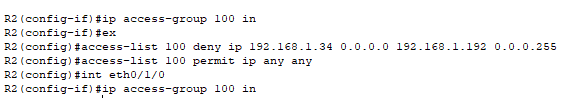 R2(config-if)#ip access-group 100 in
R2(config-if)#ex
R2(config)#access-list 100 deny ip 192.168.1.34 0.0.0.0 192.168.1.192 0.0.0.255
R2(config)#access-list 100 permit ip any any
R2(config)#int eth0/1/0
R2(config-if)#ip access-group 100 in